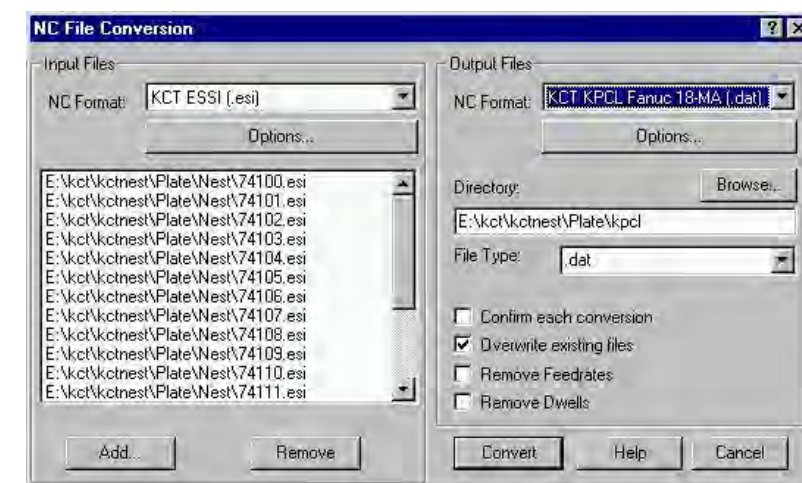 NC File Conversion
Input Files
NC Format: KCT ESSI (.esi)
Options...
E:\kct\kctnest\Plate\Nest\74100.esi
E:\kct\kctnest\Plate\Nest\74101.esi
E:\kct\kctnest\Plate\Nest\74102.esi
E:\kct\kctnest\Plate\Nest\74103.esi
E:\kct\kctnest\Plate\Nest\74104.esi
E:\kct\kctnest\Plate\Nest\74105.esi
E:\kct\kctnest\Plate\Nest\74106.esi
E:\kct\kctnest\Plate\Nest\74107.esi
E:\kct\kctnest\Plate\Nest\74108.esi
E:\kct\kctnest\Plate\Nest\74109.esi
E:\kct\kctnest\Plate\Nest\74110.esi
E:\kct\kctnest\Plate\Nest\74111.esi
Add...
Remove
Output Files
NC Format: KCT KPCL Fanuc 18-MA (.dat)
Options...
Directory:
Browse...
E:\kct\kctnest\Plate\kpcl
File Type: .dat
Confirm each conversion
Overwrite existing files
Remove Feedrates
Remove Dwells
Convert
Help
Cancel